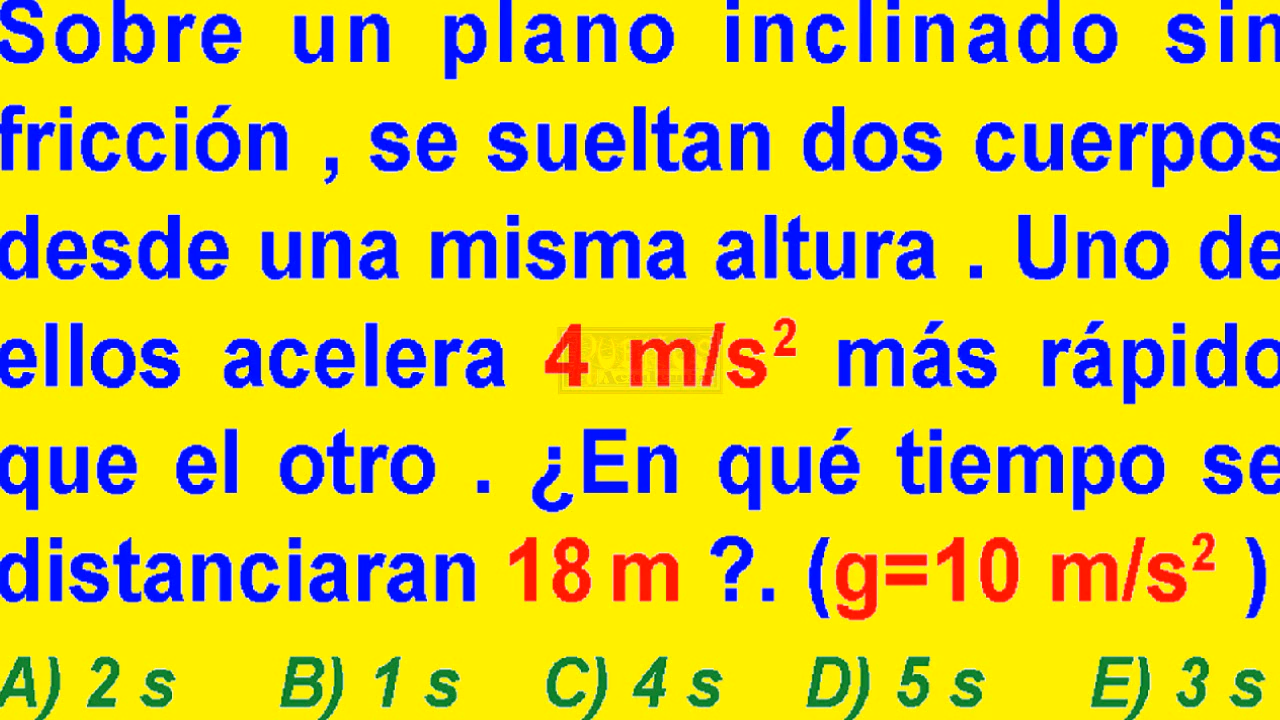 Sobre un plano inclinado sin
fricción , se sueltan dos cuerpos
desde una misma altura . Uno de
ellos acelera 4 m/s² más rápido
que el otro . ¿En qué tiempo se
distanciaran 18 m ?. (g=10 m/s² )
A) 2 s B) 1 s C) 4 s D) 5 s E) 3 s